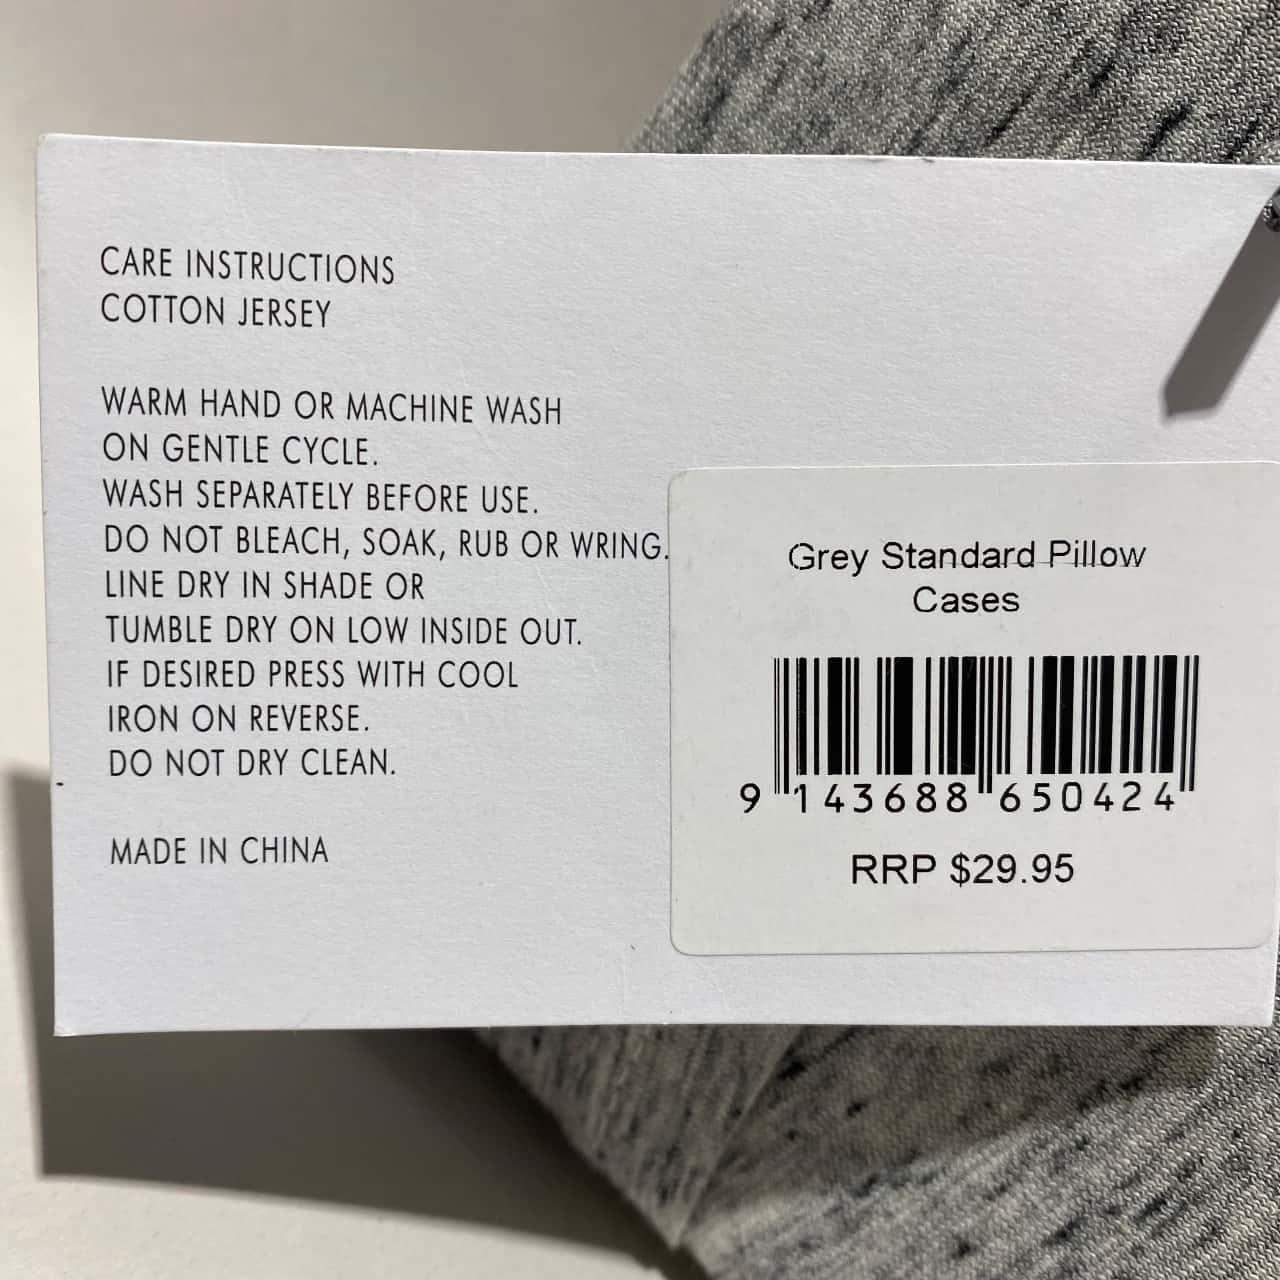 CARE INSTRUCTIONS
COTTON JERSEY
WARM HAND OR MACHINE WASH
ON GENTLE CYCLE.
WASH SEPARATELY BEFORE USE.
DO NOT BLEACH, SOAK, RUB OR WRING.
LINE DRY IN SHADE OR
TUMBLE DRY ON LOW INSIDE OUT.
IF DESIRED PRESS WITH COOL
IRON ON REVERSE.
DO NOT DRY CLEAN.
MADE IN CHINA
Grey Standard Pillow
Cases
9 143688 650424
RRP $29.95